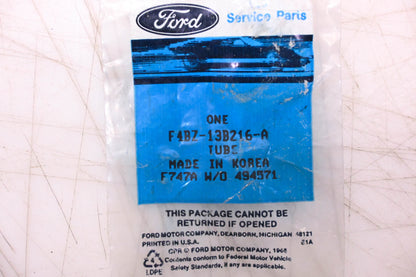 Ford Service Parts
ONE
F4BZ-13B216-A
TUBE
MADE IN KOREA
F747A W/O 494571
THIS PACKAGE CANNOT BE
RETURNED IF OPENED
FORD MOTOR COMPANY, DEARBORN, MICHIGAN 48121
PRINTED IN U.S.A. 21A
CPR © FORD MOTOR COMPANY, 1968
Contents conform to Federal Motor Vehicle
Safety Standards, if any are applicable.
LDPE